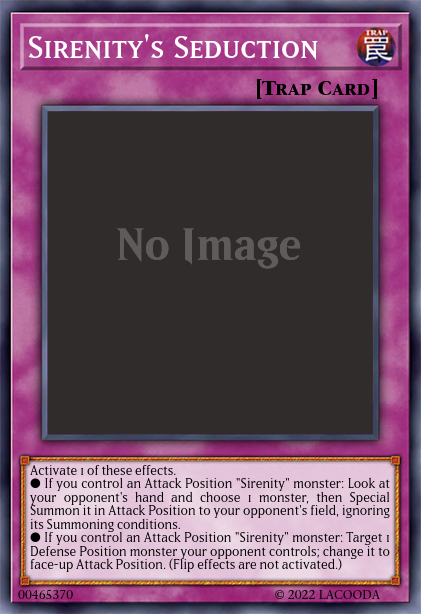 Sirenity's Seduction
TRAP
罠
[Trap Card]
No Image
Activate 1 of these effects.
● If you control an Attack Position "Sirenity" monster: Look at
your opponent's hand and choose 1 monster, then Special
Summon it in Attack Position to your opponent's field, ignoring
its Summoning conditions.
● If you control an Attack Position "Sirenity" monster: Target 1
Defense Position monster your opponent controls; change it to
face-up Attack Position. (Flip effects are not activated.)
00465370
© 2022 LACOODA